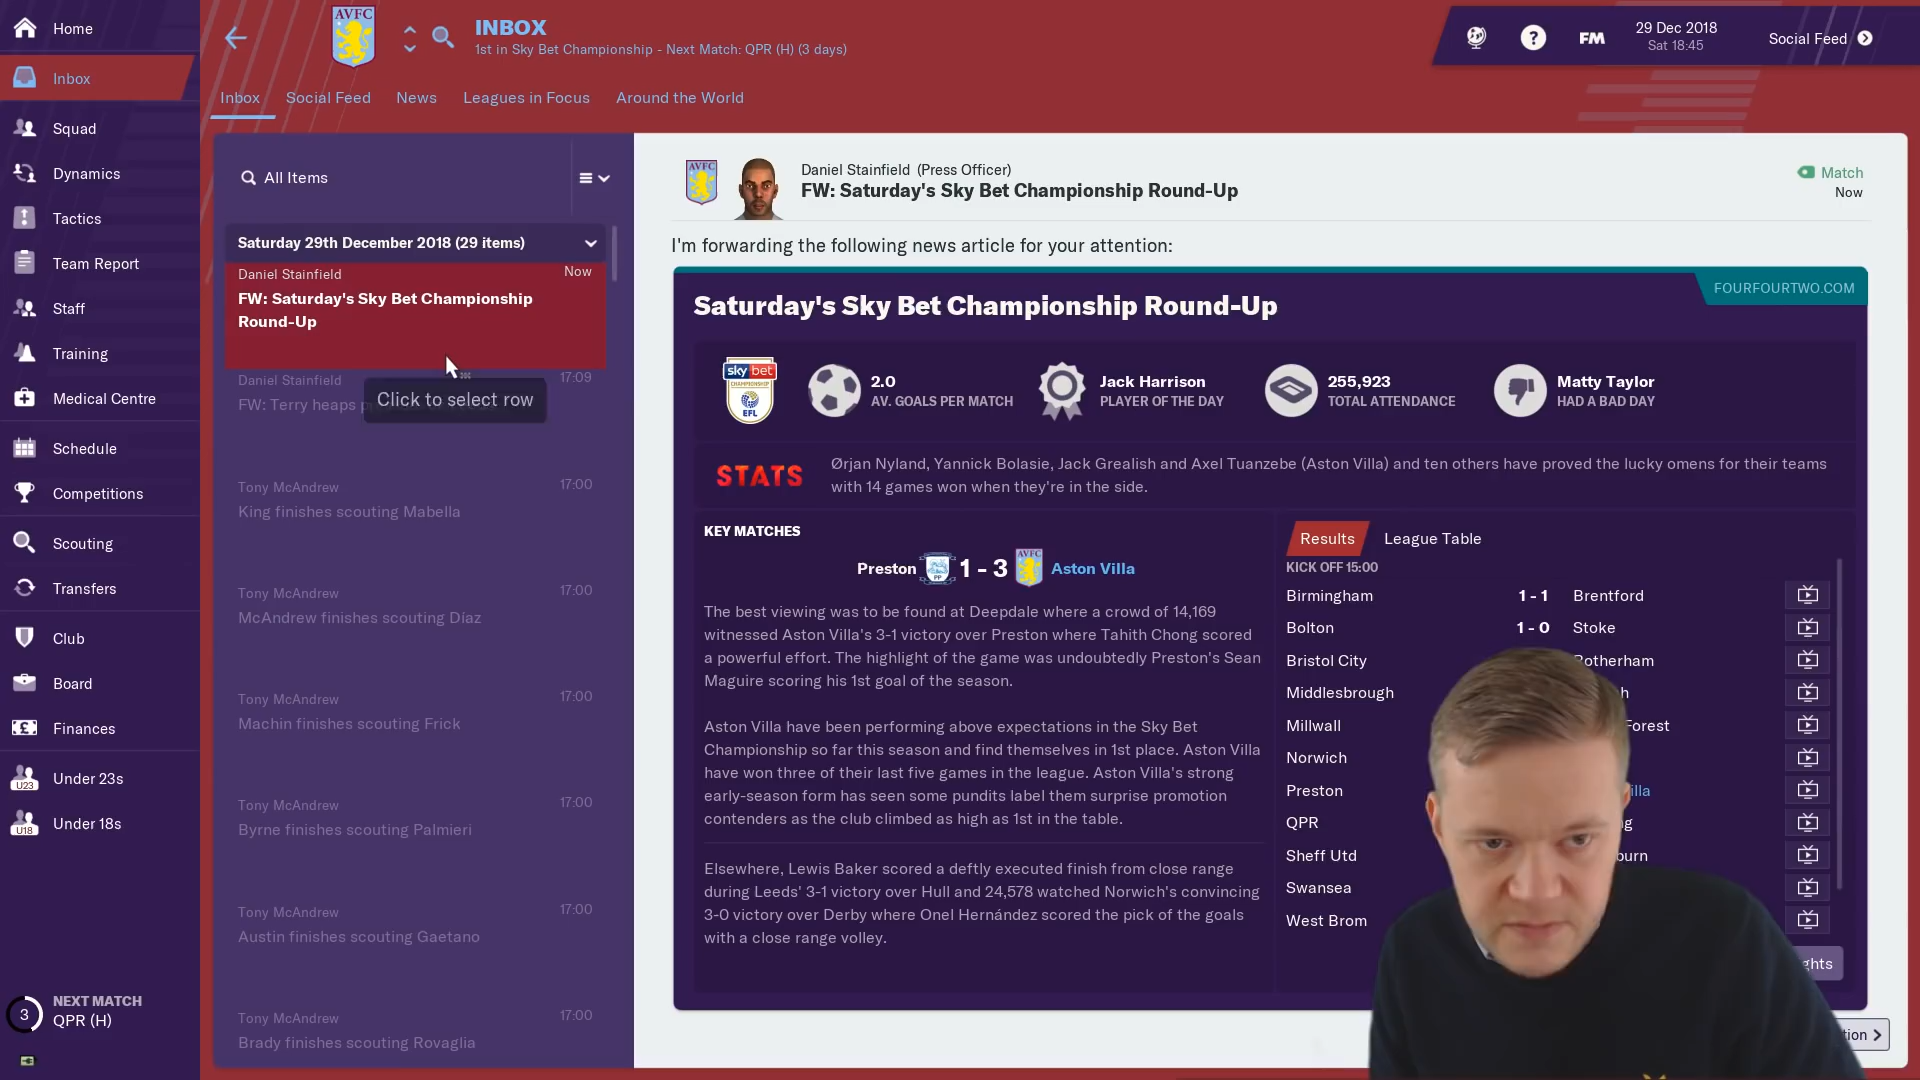 Home
Inbox
Squad
Dynamics
Tactics
Team Report
Staff
Training
Medical Centre
Schedule
Competitions
Scouting
Transfers
Club
Board
Finances
U23
Under 23s
U18
Under 18s
3
NEXT MATCH
QPR (H)
AVFC
INBOX
1st in Sky Bet Championship - Next Match: QPR (H) (3 days)
Inbox
Social Feed
News
Leagues in Focus
Around the World
?
FM
29 Dec 2018
Sat 18:45
Social Feed
All Items
Saturday 29th December 2018 (29 items)
Daniel Stainfield
Now
FW: Saturday's Sky Bet Championship
Round-Up
Daniel Stainfield
17:09
FW: Terry heaps
Click to select row
Tony McAndrew
17:00
King finishes scouting Mabella
Tony McAndrew
17:00
McAndrew finishes scouting Díaz
Tony McAndrew
17:00
Machin finishes scouting Frick
Tony McAndrew
17:00
Byrne finishes scouting Palmieri
Tony McAndrew
17:00
Austin finishes scouting Gaetano
Tony McAndrew
17:00
Brady finishes scouting Rovaglia
AVFC
Daniel Stainfield (Press Officer)
FW: Saturday's Sky Bet Championship Round-Up
Match
Now
I'm forwarding the following news article for your attention:
Saturday's Sky Bet Championship Round-Up
FOURFOURTWO.COM
sky bet
CHAMPIONSHIP
EFL
2.0
AV. GOALS PER MATCH
Jack Harrison
PLAYER OF THE DAY
255,923
TOTAL ATTENDANCE
Matty Taylor
HAD A BAD DAY
STATS
Ørjan Nyland, Yannick Bolasie, Jack Grealish and Axel Tuanzebe (Aston Villa) and ten others have proved the lucky omens for their teams
with 14 games won when they're in the side.
KEY MATCHES
Preston PP 1 - 3 AVFC Aston Villa
The best viewing was to be found at Deepdale where a crowd of 14,169
witnessed Aston Villa's 3-1 victory over Preston where Tahith Chong scored
a powerful effort. The highlight of the game was undoubtedly Preston's Sean
Maguire scoring his 1st goal of the season.
Aston Villa have been performing above expectations in the Sky Bet
Championship so far this season and find themselves in 1st place. Aston Villa
have won three of their last five games in the league. Aston Villa's strong
early-season form has seen some pundits label them surprise promotion
contenders as the club climbed as high as 1st in the table.
Elsewhere, Lewis Baker scored a deftly executed finish from close range
during Leeds' 3-1 victory over Hull and 24,578 watched Norwich's convincing
3-0 victory over Derby where Onel Hernández scored the pick of the goals
with a close range volley.
Results
League Table
KICK OFF 15:00
Birmingham 1 - 1 Brentford
Bolton 1 - 0 Stoke
Bristol City Rotherham
Middlesbrough
Millwall Forest
Norwich
Preston
QPR
Sheff Utd
Swansea
West Brom